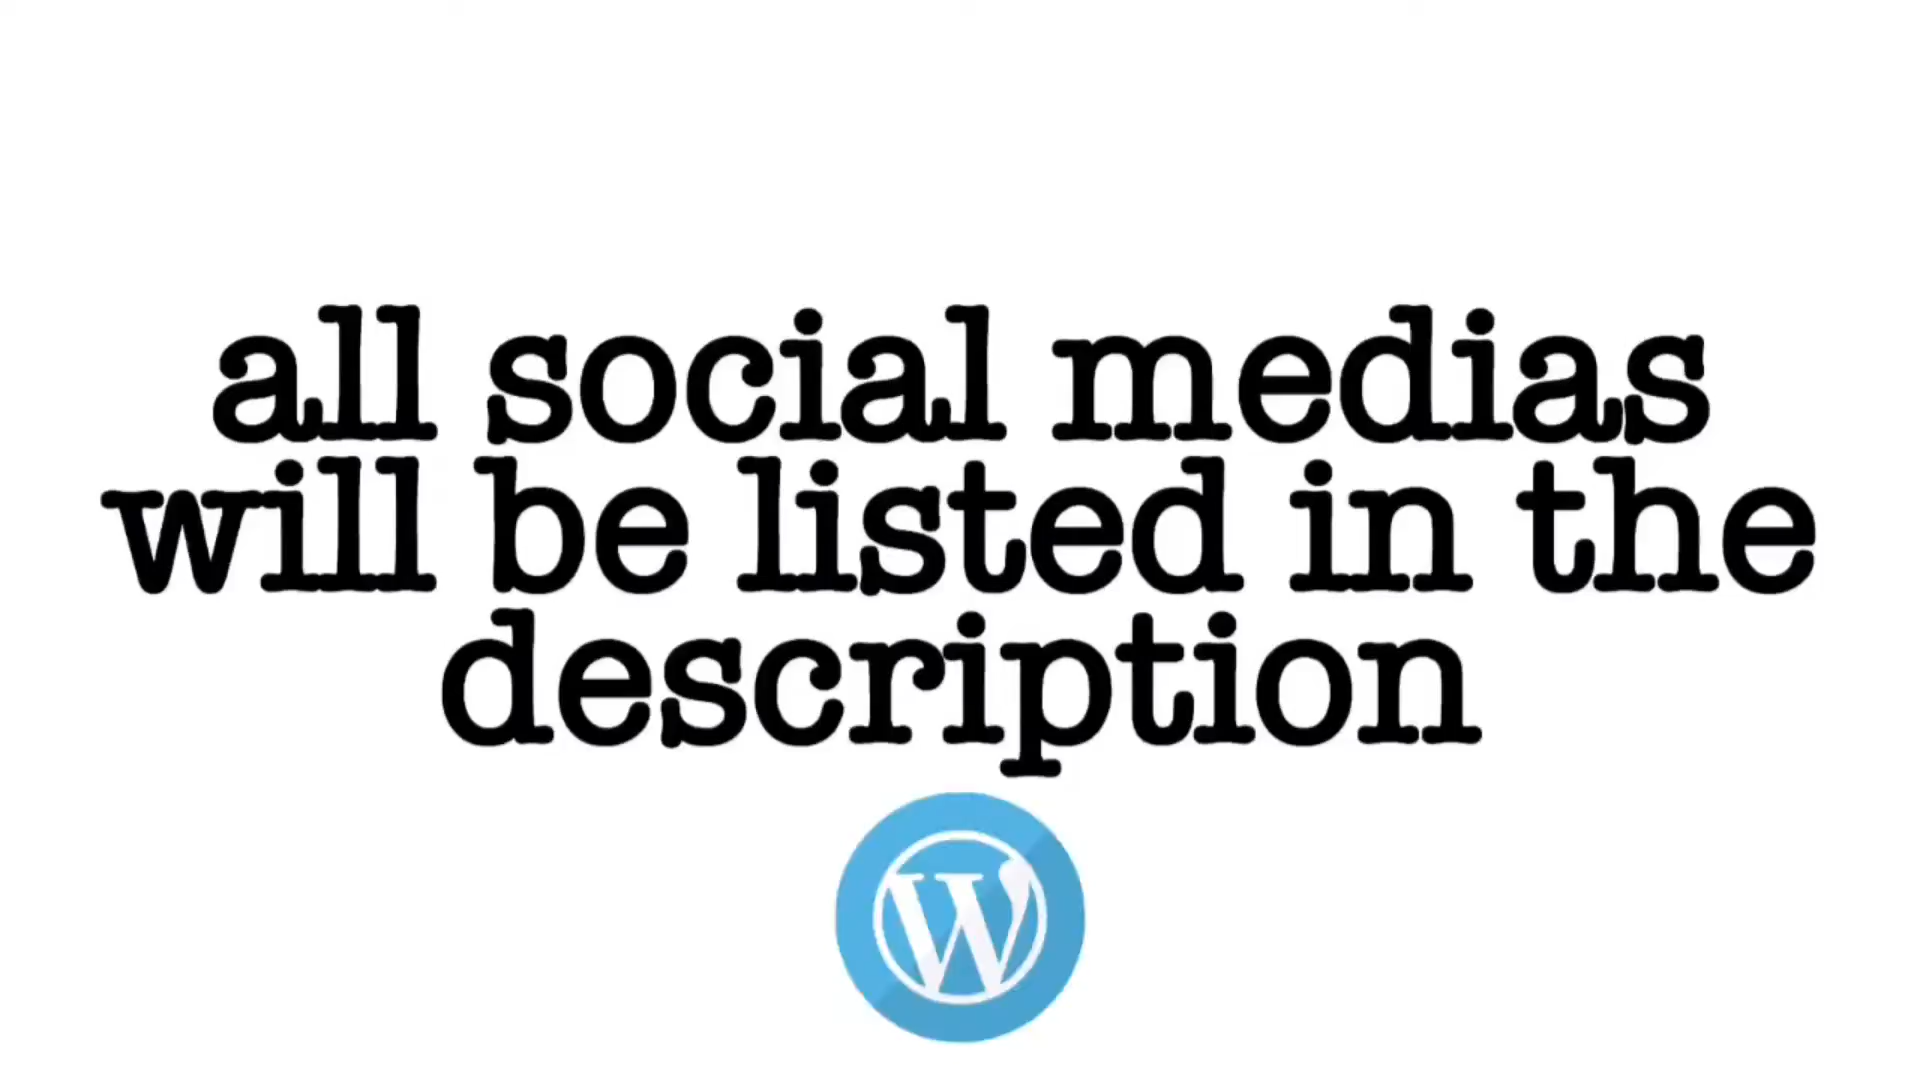 all social medias
will be listed in the
description
W